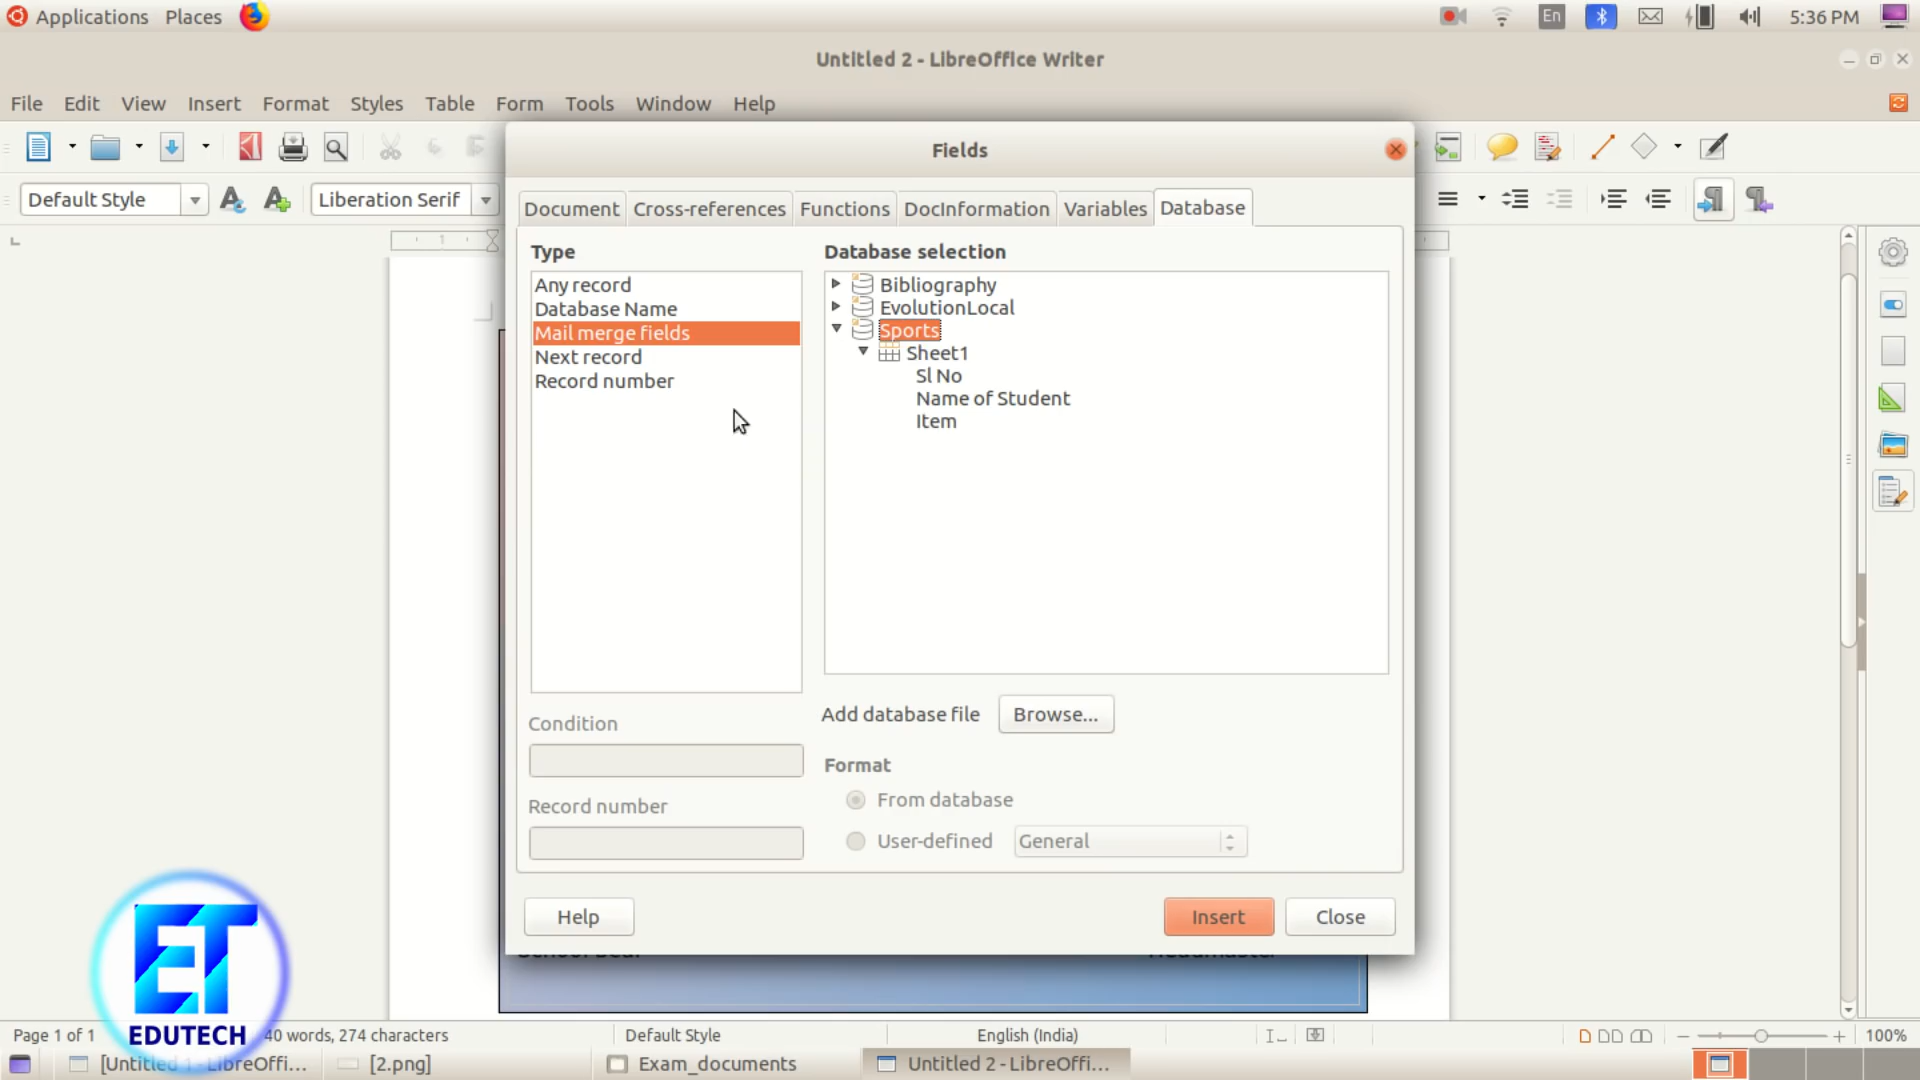 Applications Places En 5:36 PM
Untitled 2 - LibreOffice Writer
File Edit View Insert Format Styles Table Form Tools Window Help
Default Style Liberation Serif
Fields
Document Cross-references Functions DocInformation Variables Database
Type
Any record
Database Name
Mail merge fields
Next record
Record number
Condition
Record number
Database selection
Bibliography
EvolutionLocal
Sports
Sheet1
Sl No
Name of Student
Item
Add database file Browse...
Format
From database
User-defined General
Help Insert Close
ET
EDUTECH
Page 1 of 1 40 words, 274 characters Default Style English (India) 100%
[Untitled 1 - LibreOffi... [2.png] Exam_documents Untitled 2 - LibreOffi...